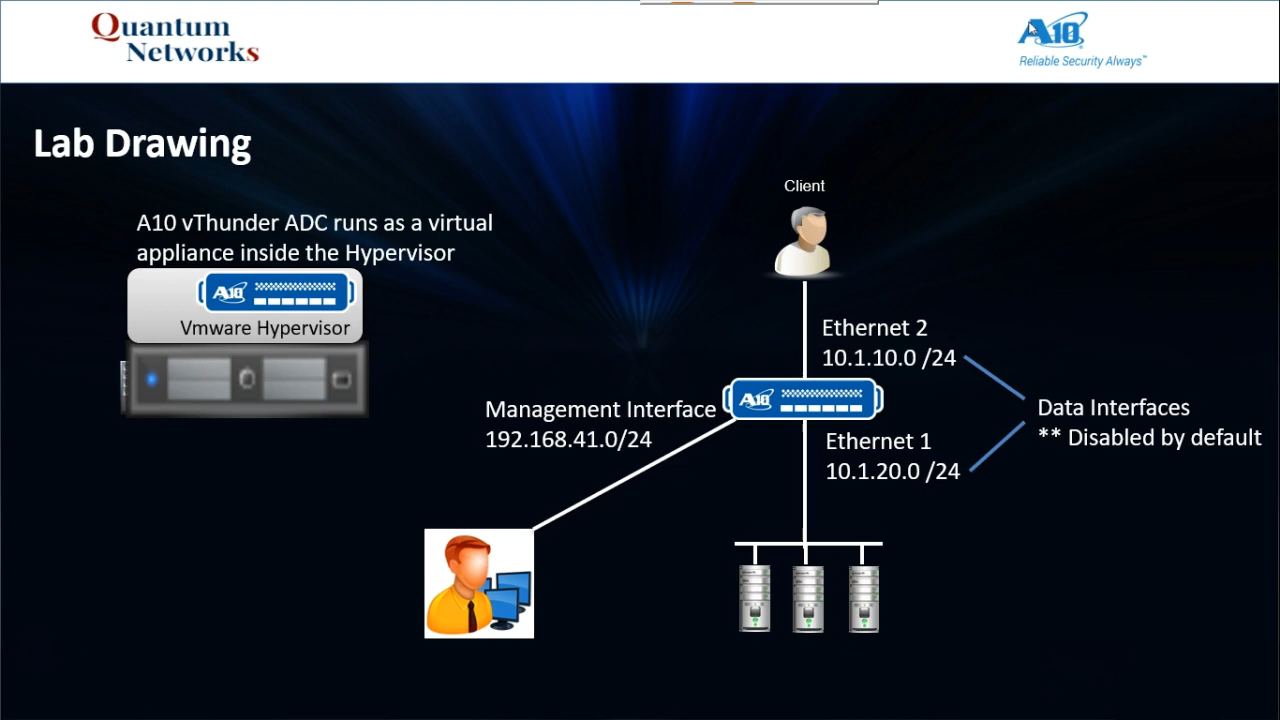 Quantum
Networks
A10
Reliable Security Always™
Lab Drawing
A10 vThunder ADC runs as a virtual
appliance inside the Hypervisor
A10
Vmware Hypervisor
Client
Ethernet 2
10.1.10.0 /24
A10
Management Interface
192.168.41.0/24
Data Interfaces
** Disabled by default
Ethernet 1
10.1.20.0 /24